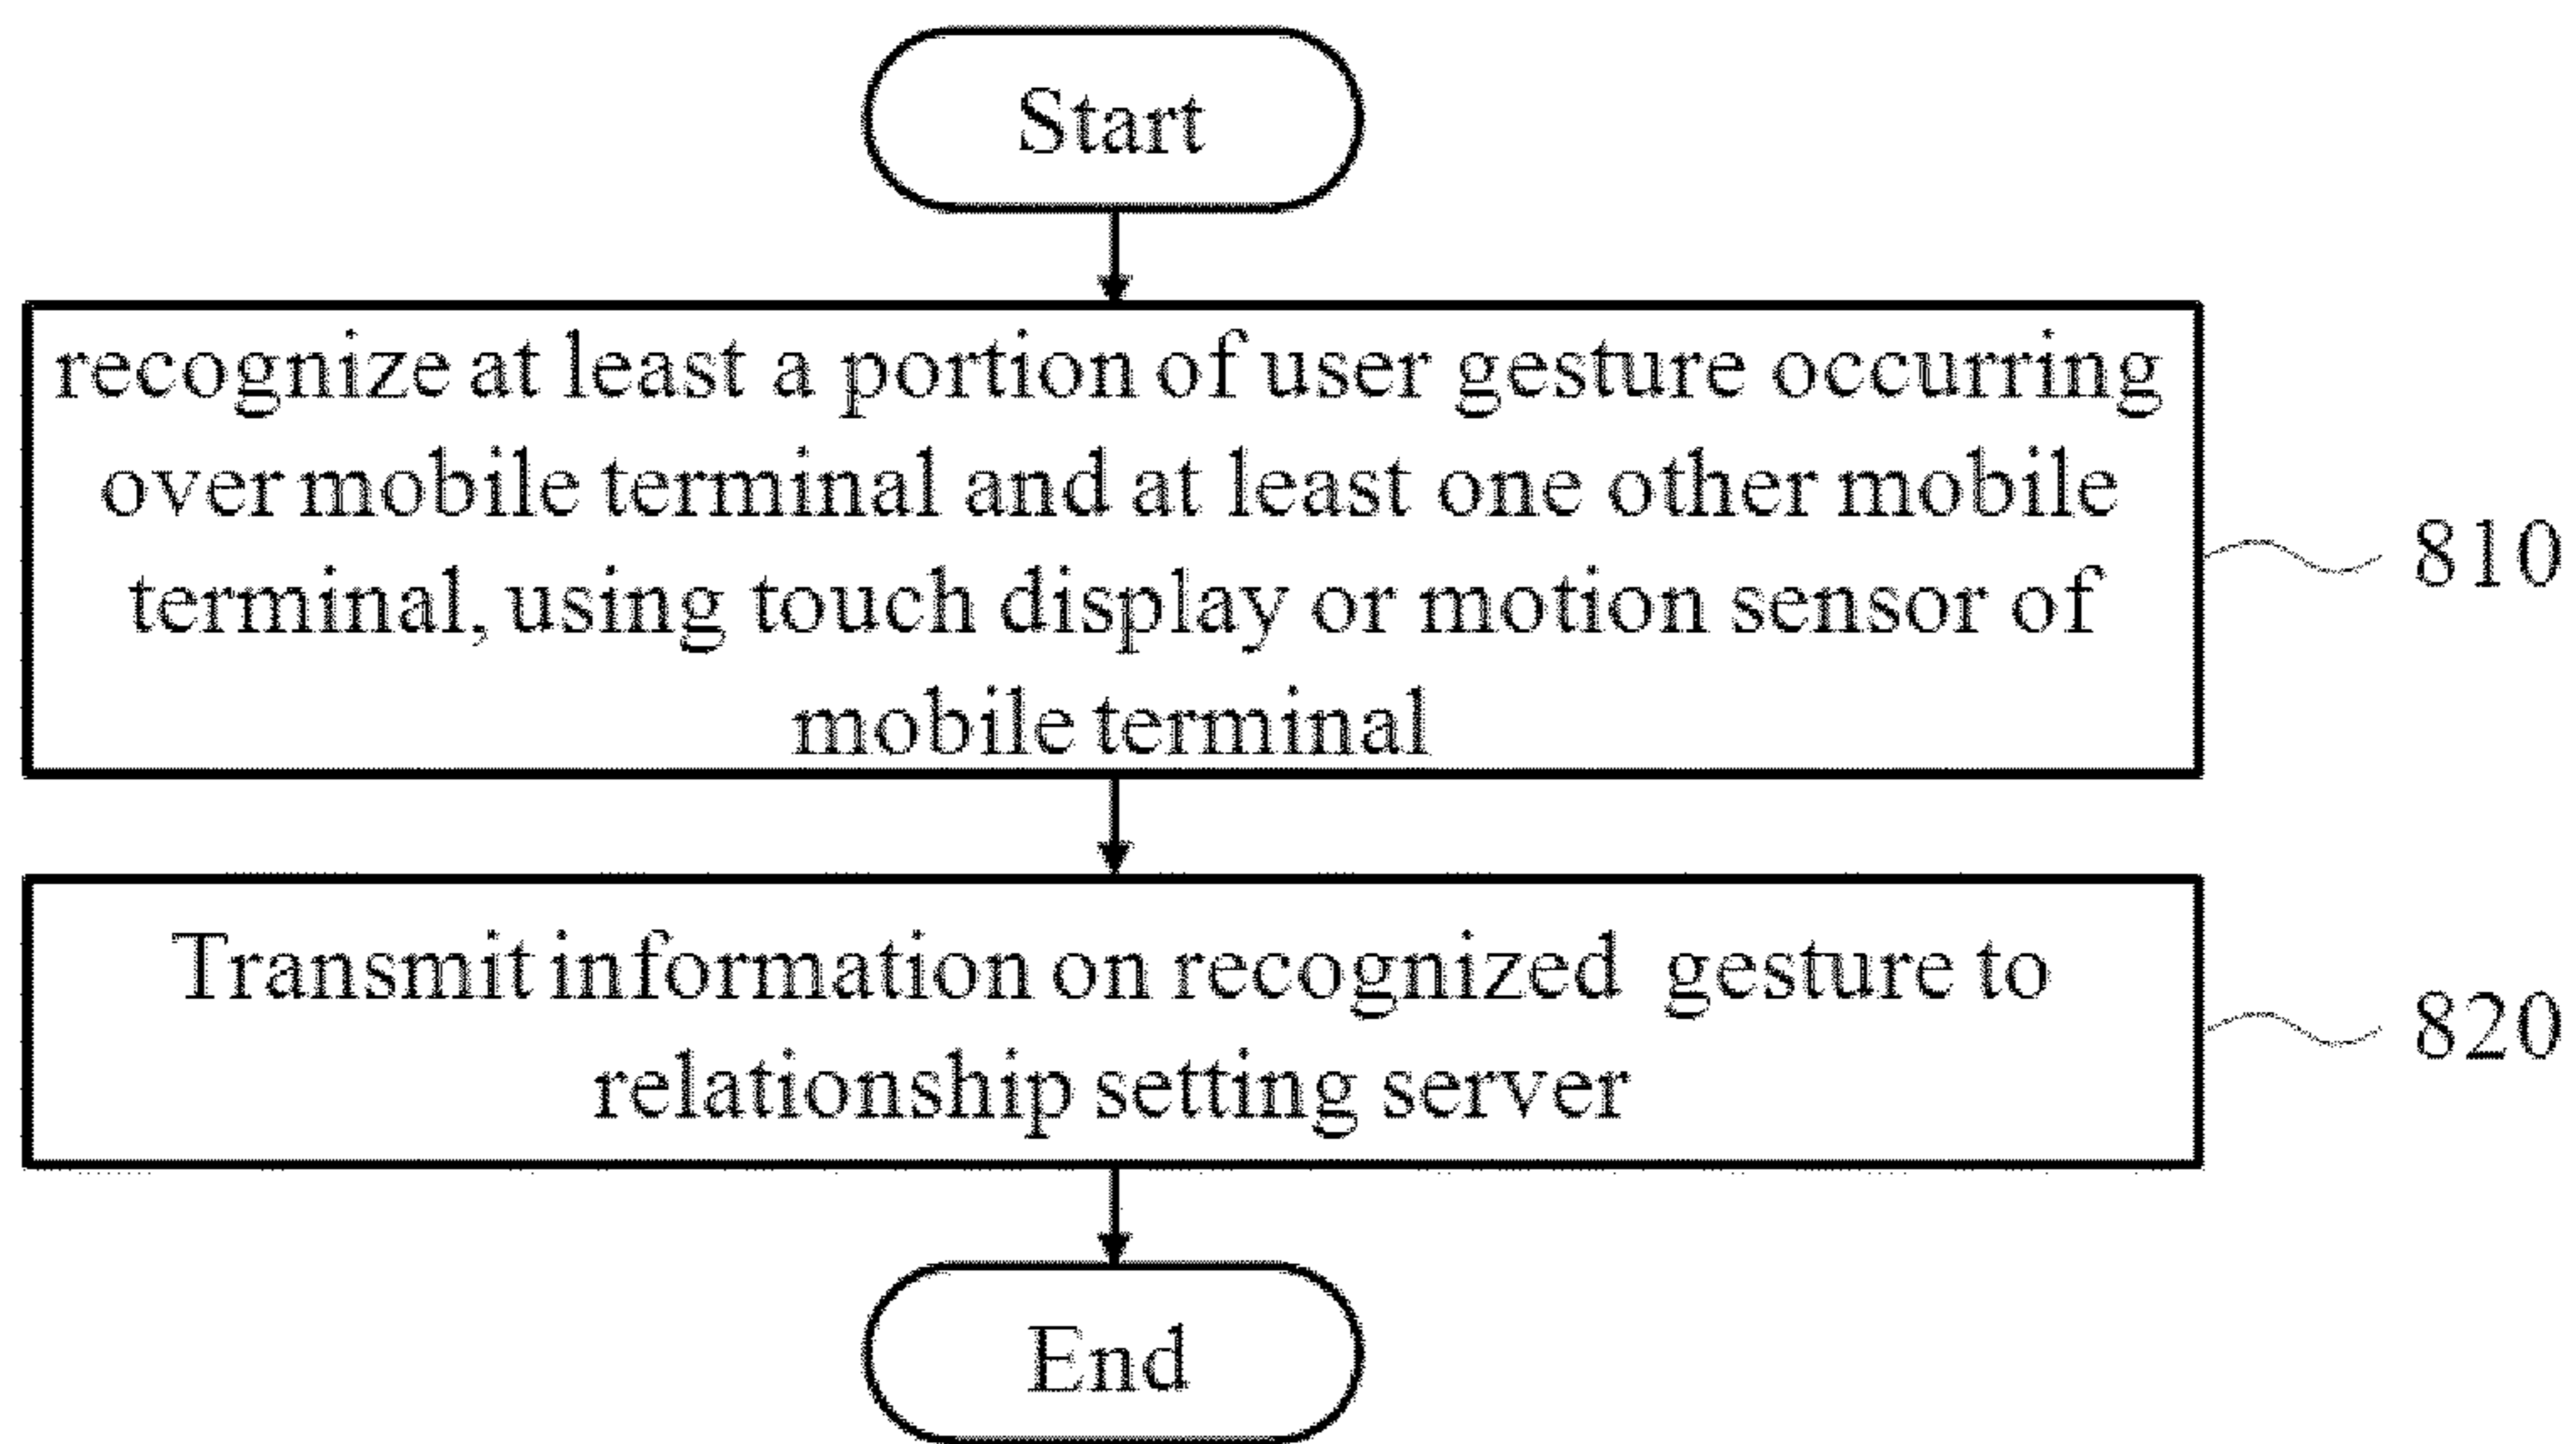 Start
recognize at least a portion of user gesture occurring
over mobile terminal and at least one other mobile
terminal, using touch display or motion sensor of
mobile terminal
810
Transmit information on recognized gesture to
relationship setting server
820
End